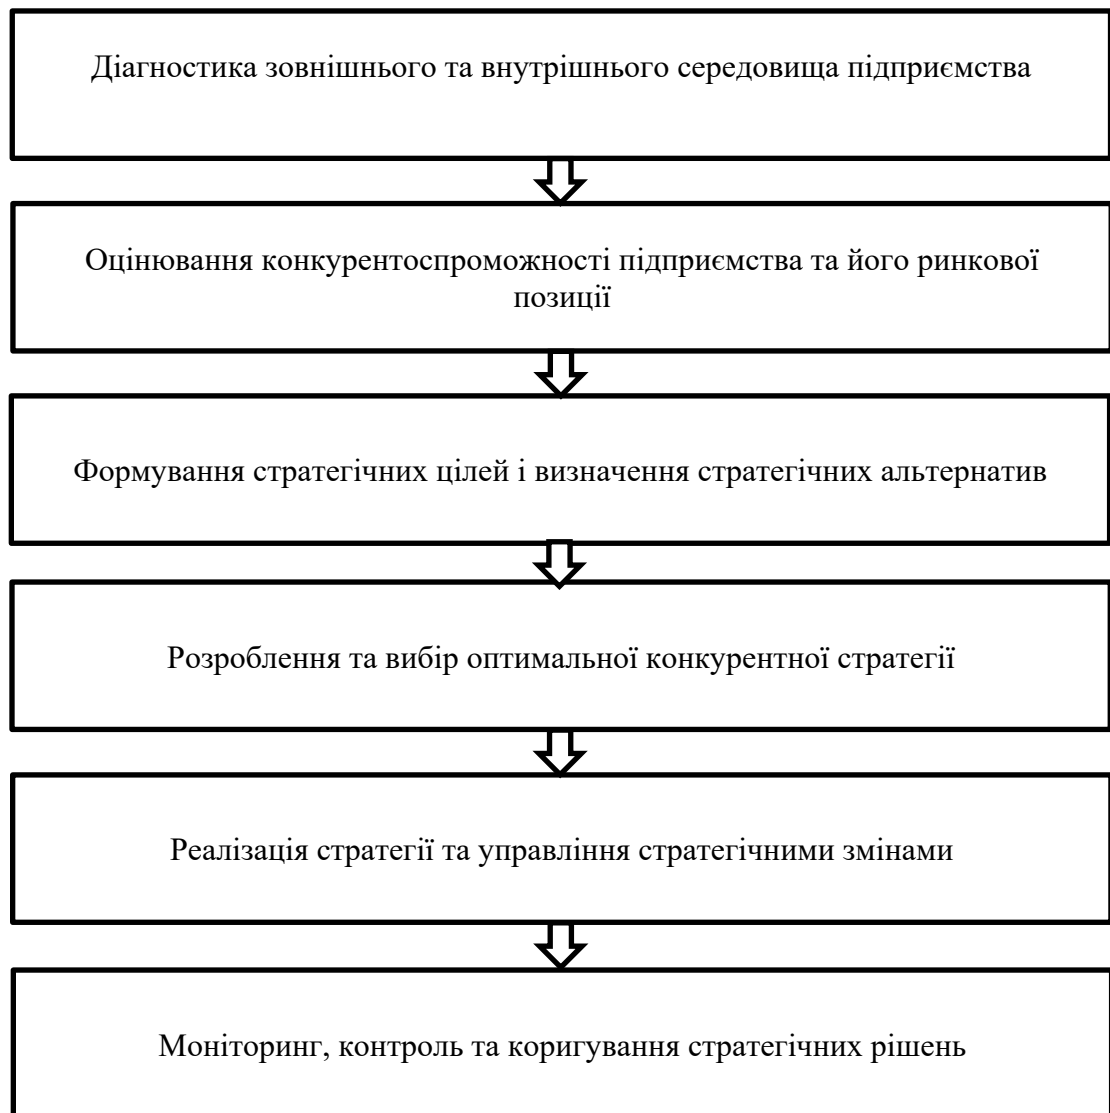 Діагностика зовнішнього та внутрішнього середовища підприємства
Оцінювання конкурентоспроможності підприємства та його ринкової
позиції
Формування стратегічних цілей і визначення стратегічних альтернатив
Розроблення та вибір оптимальної конкурентної стратегії
Реалізація стратегії та управління стратегічними змінами
Моніторинг, контроль та коригування стратегічних рішень